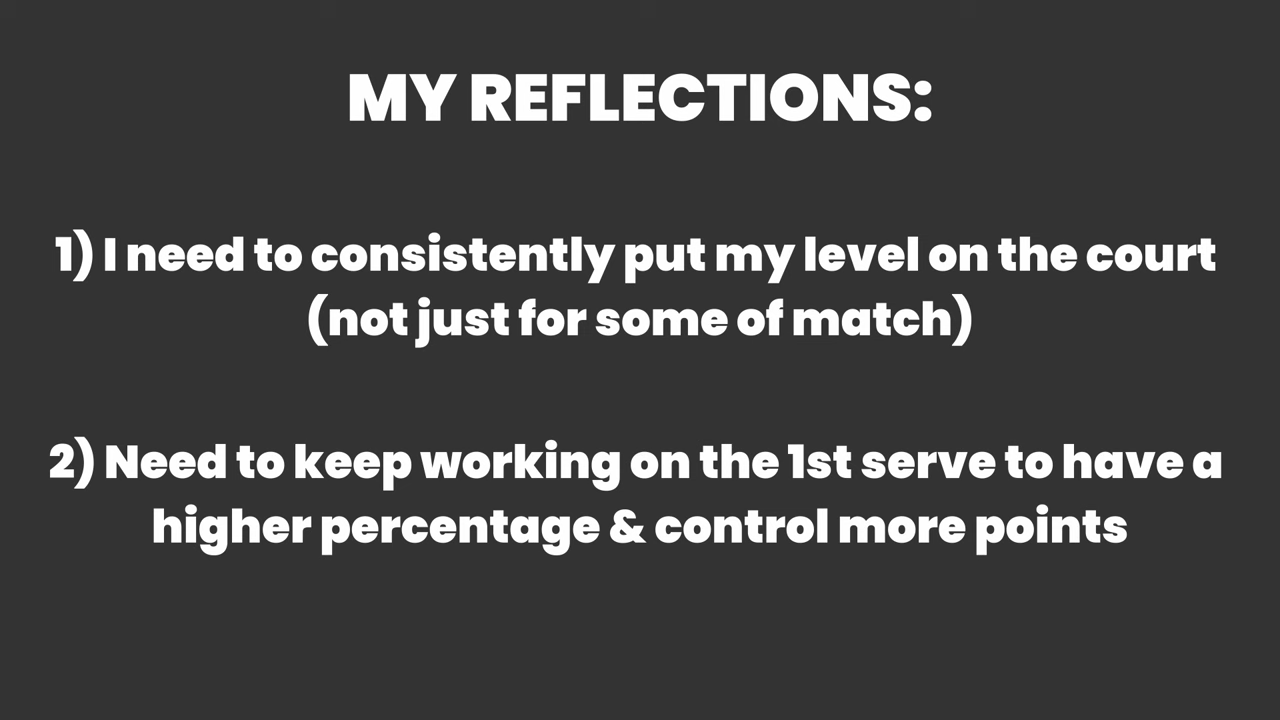 MY REFLECTIONS:
1) I need to consistently put my level on the court
(not just for some of match)
2) Need to keep working on the 1st serve to have a
higher percentage & control more points